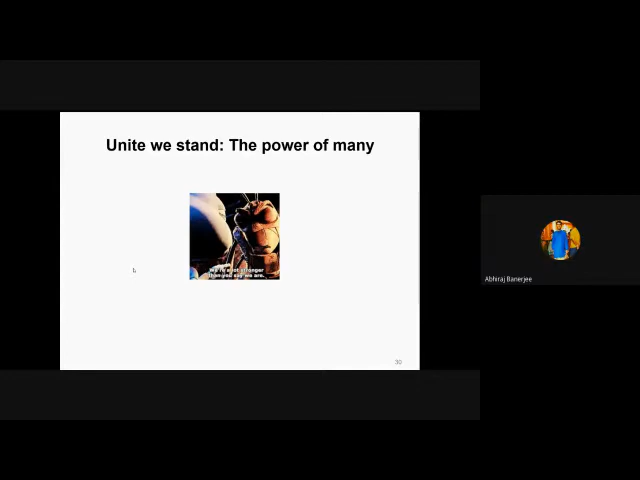 Unite we stand: The power of many
We're a lot stronger
than you say we are.
Abhiraj Banerjee
30